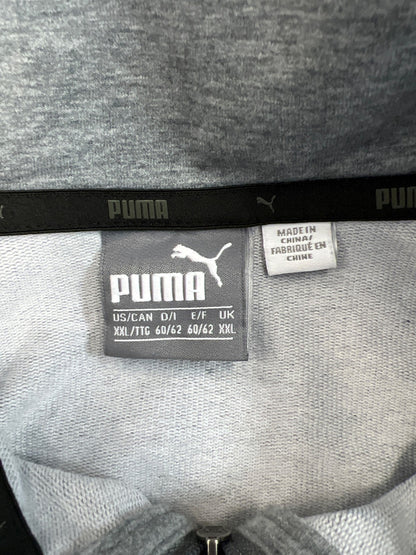 PUMA
PUMA
MADE IN
CHINA/
FABRIQUÉ EN
CHINE
PUMA
US/CAN D/I E/F UK
XXL/TTG 60/62 60/62 XXL